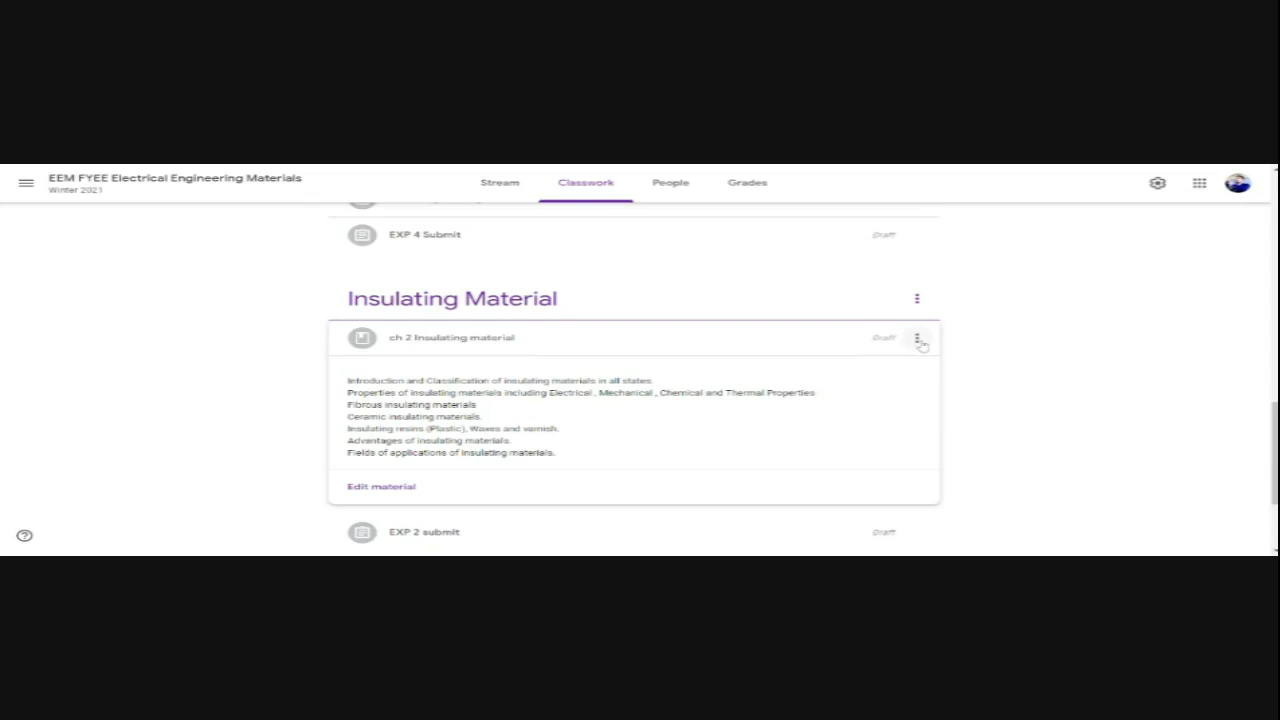 EEM FYEE Electrical Engineering Materials
Winter 2021
Stream Classwork People Grades
EXP 4 Submit Draft
Insulating Material
ch 2 Insulating material Draft
Introduction and Classification of insulating materials in all states.
Properties of insulating materials including Electrical , Mechanical , Chemical and Thermal Properties
Fibrous insulating materials
Ceramic insulating materials.
Insulating resins (Plastic), Waxes and varnish.
Advantages of insulating materials.
Fields of applications of insulating materials.
Edit material
EXP 2 submit Draft